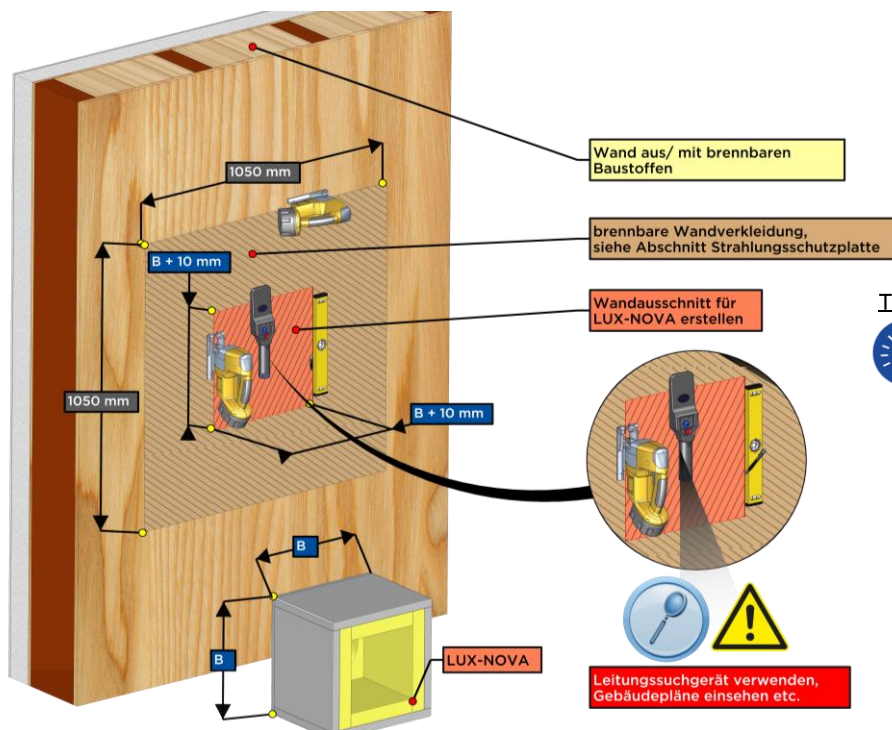 1050 mm
Wand aus/ mit brennbaren
Baustoffen
brennbare Wandverkleidung,
siehe Abschnitt Strahlungsschutzplatte
B + 10 mm
Wandausschnitt für
LUX-NOVA erstellen
1050 mm
B + 10 mm
B
B
LUX-NOVA
Leitungssuchgerät verwenden,
Gebäudepläne einsehen etc.